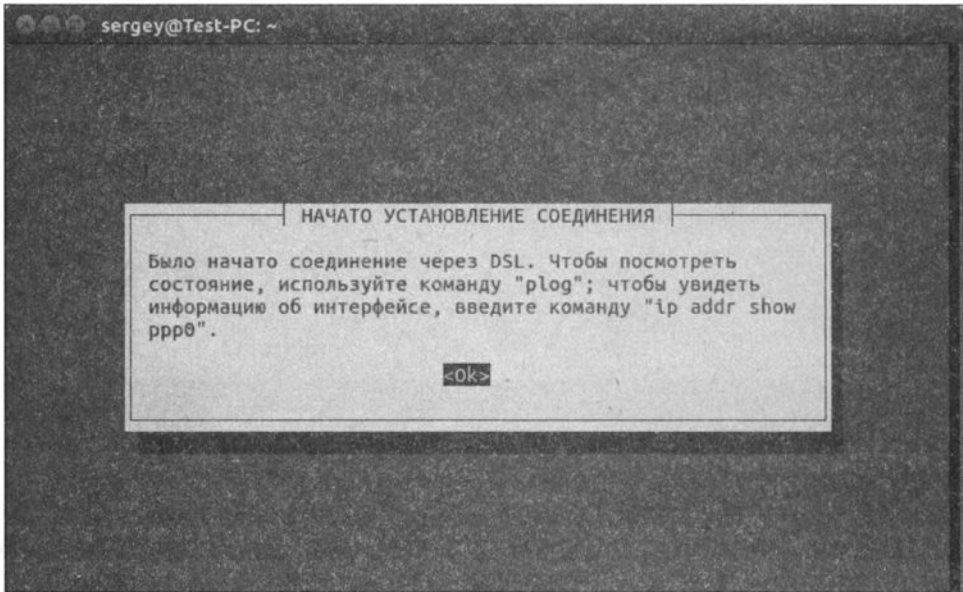 sergey@Test-PC: ~
НАЧАТО УСТАНОВЛЕНИЕ СОЕДИНЕНИЯ
Было начато соединение через DSL. Чтобы посмотреть
состояние, используйте команду "plog"; чтобы увидеть
информацию об интерфейсе, введите команду "ip addr show
ppp0".
<Ok>